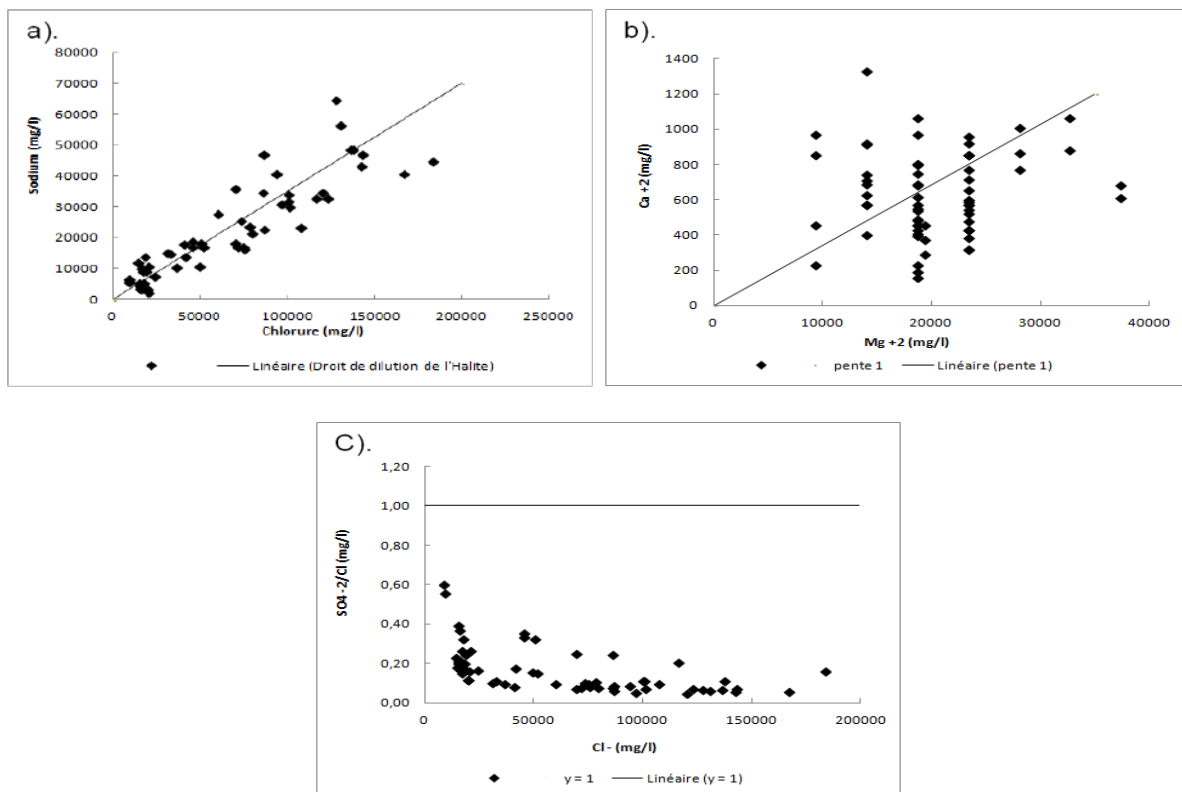 a).
80000
70000
60000
50000
40000
30000
20000
10000
0
Sodium (mg/l)
50000 100000 150000 200000 250000
Chlorure (mg/l)
Linéaire (Droit de dilution de l'Halite)
b).
1400
1200
1000
800
600
400
200
0
Ca +2 (mg/l)
10000 20000 30000 40000
Mg +2 (mg/l)
pente 1 Linéaire (pente 1)
C).
1,20
1,00
0,80
0,60
0,40
0,20
0,00
SO4 -2/Cl (mg/l)
0 50000 100000 150000 200000
Cl - (mg/l)
y = 1 Linéaire (y = 1)